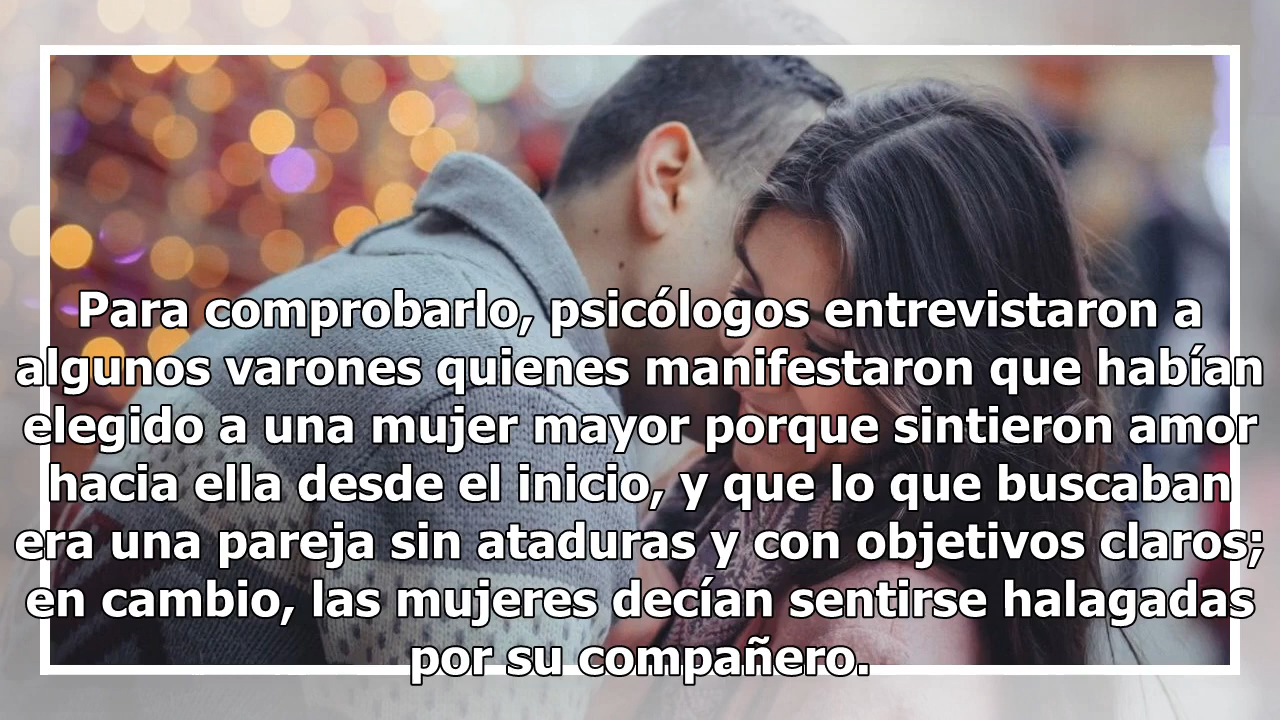 Para comprobarlo, psicólogos entrevistaron a
algunos varones quienes manifestaron que habían
elegido a una mujer mayor porque sintieron amor
hacia ella desde el inicio, y que lo que buscaban
era una pareja sin ataduras y con objetivos claros;
en cambio, las mujeres decían sentirse halagadas
por su compañero.